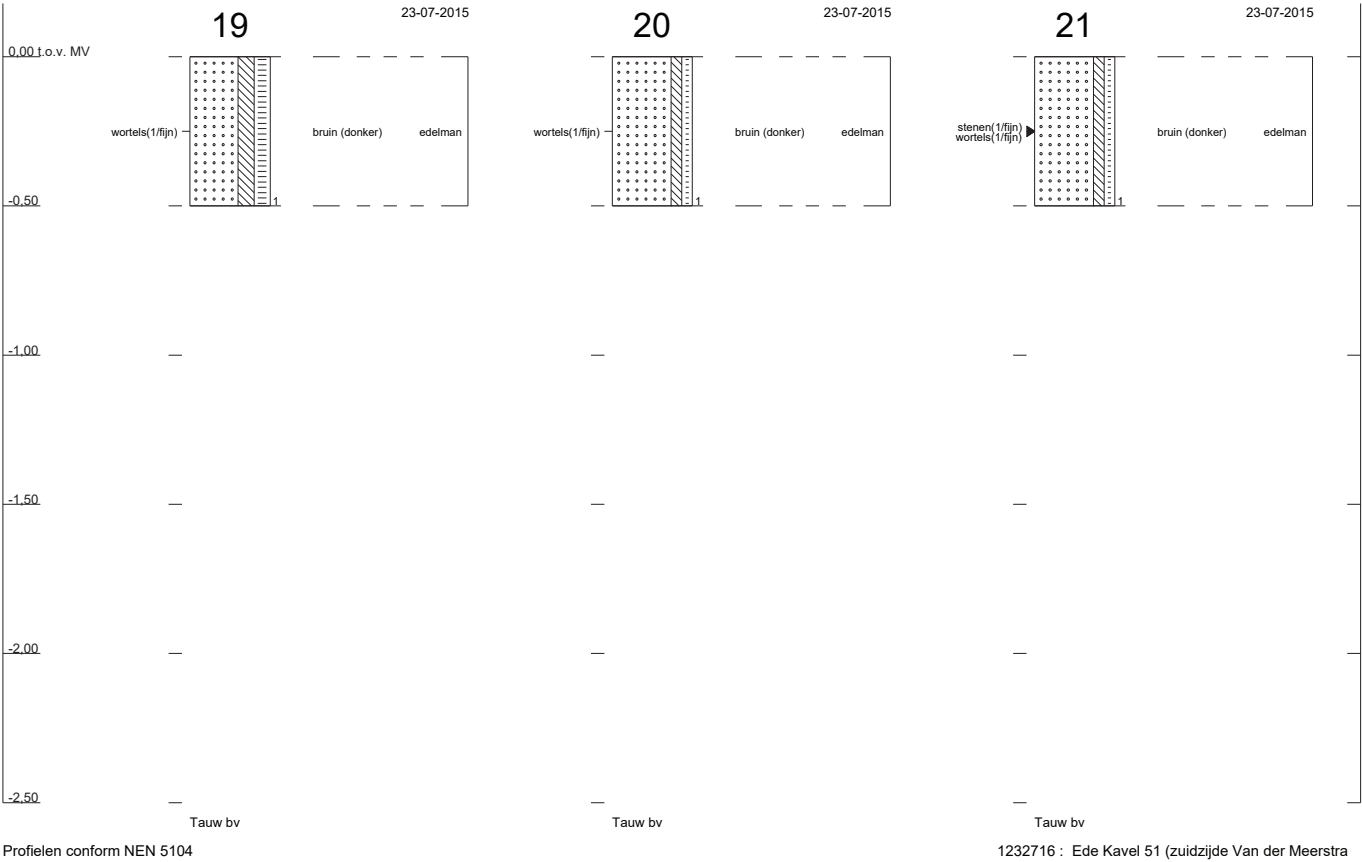 19 23-07-2015 20 23-07-2015 21 23-07-2015
0,00 t.o.v. MV
wortels(1/fijn) bruin (donker) edelman wortels(1/fijn) bruin (donker) edelman stenen(1/fijn) bruin (donker) edelman
wortels(1/fijn)
-0,50 1 1 1
-1,00
-1,50
-2,00
-2,50
Tauw bv Tauw bv Tauw bv
Profielen conform NEN 5104 1232716 : Ede Kavel 51 (zuidzijde Van der Meerstra